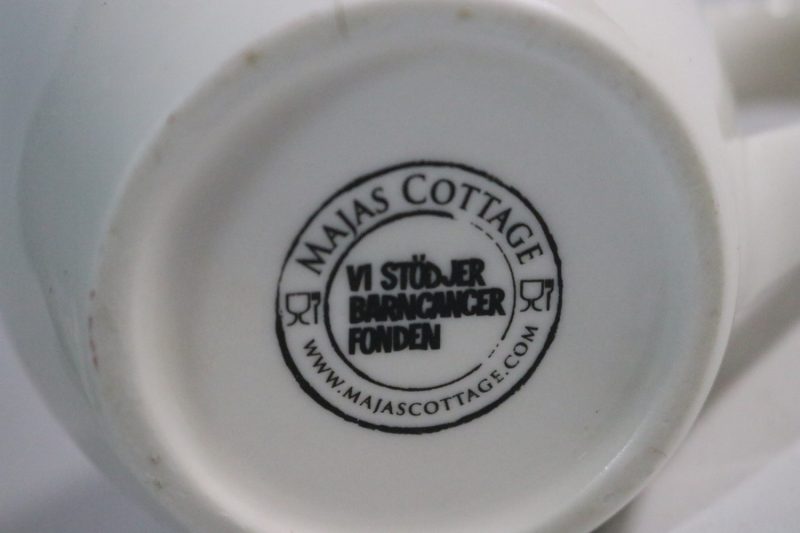 MAJAS COTTAGE
VI STÖDJER
BARNCANCER
FONDEN
WWW.MAJASCOTTAGE.COM